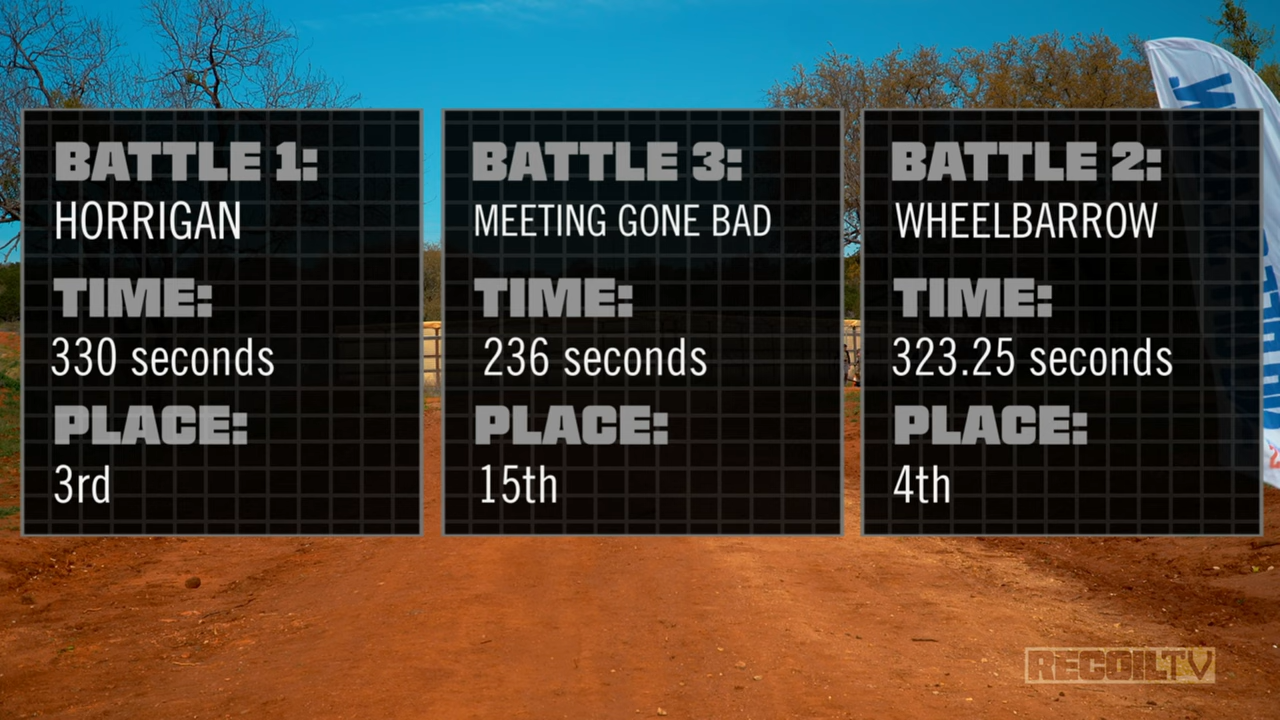 BATTLE 1:
HORRIGAN
TIME:
330 seconds
PLACE:
3rd
BATTLE 3:
MEETING GONE BAD
TIME:
236 seconds
PLACE:
15th
BATTLE 2:
WHEELBARROW
TIME:
323.25 seconds
PLACE:
4th
RECOILTV